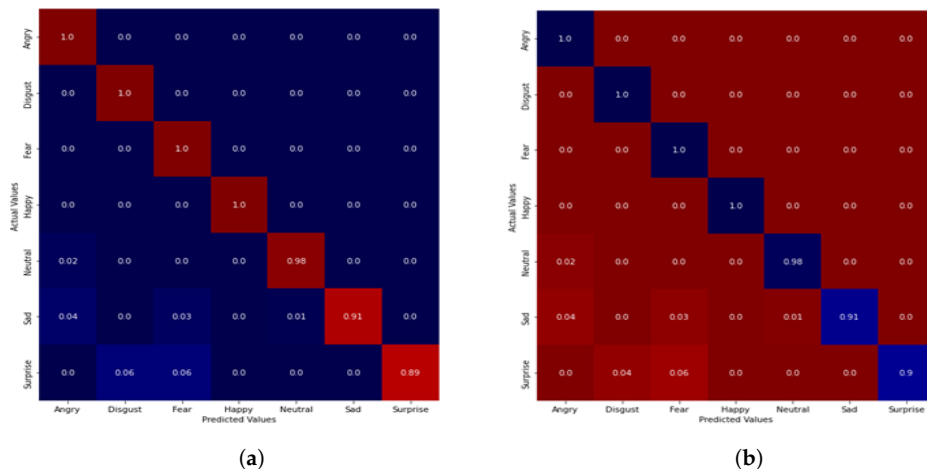 Angry 1.0 0.0 0.0 0.0 0.0 0.0 0.0
Disgust 0.0 1.0 0.0 0.0 0.0 0.0 0.0
Fear 0.0 0.0 1.0 0.0 0.0 0.0 0.0
Happy 0.0 0.0 0.0 1.0 0.0 0.0 0.0
Neutral 0.02 0.0 0.0 0.0 0.98 0.0 0.0
Sad 0.04 0.0 0.03 0.0 0.01 0.91 0.0
Surprise 0.0 0.06 0.06 0.0 0.0 0.0 0.89
Actual Values
Angry Disgust Fear Happy Neutral Sad Surprise
Predicted Values
(a)
Angry 1.0 0.0 0.0 0.0 0.0 0.0 0.0
Disgust 0.0 1.0 0.0 0.0 0.0 0.0 0.0
Fear 0.0 0.0 1.0 0.0 0.0 0.0 0.0
Happy 0.0 0.0 0.0 1.0 0.0 0.0 0.0
Neutral 0.02 0.0 0.0 0.0 0.98 0.0 0.0
Sad 0.04 0.0 0.03 0.0 0.01 0.91 0.0
Surprise 0.0 0.04 0.06 0.0 0.0 0.0 0.9
Actual Values
Angry Disgust Fear Happy Neutral Sad Surprise
Predicted Values
(b)